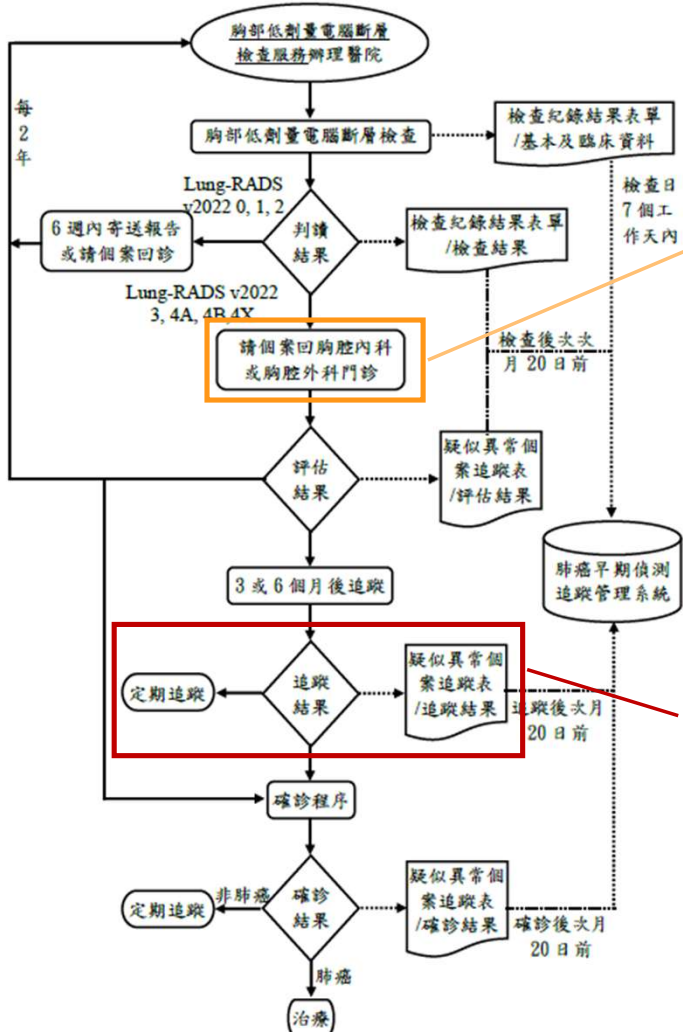 胸部低劑量電腦斷層
檢查服務辦理醫院
每
2
年
胸部低劑量電腦斷層檢查
檢查紀錄結果表單
/基本及臨床資料
檢查日
7個工
作天內
Lung-RADS
v2022 0, 1, 2
6週內寄送報告
或請個案回診
判讀
結果
檢查紀錄結果表單
/檢查結果
Lung-RADS v2022
3, 4A, 4B,4X
請個案回胸腔內科
或胸腔外科門診
檢查後次次
月20日前
評估
結果
疑似異常個
案追蹤表
/評估結果
肺癌早期偵測
追蹤管理系統
3或6個月後追蹤
定期追蹤
追蹤
結果
疑似異常個
案追蹤表
/追蹤結果
追蹤後次月
20日前
確診程序
定期追蹤
非肺癌
確診
結果
疑似異常個
案追蹤表
/確診結果
確診後次月
20日前
肺癌
治療